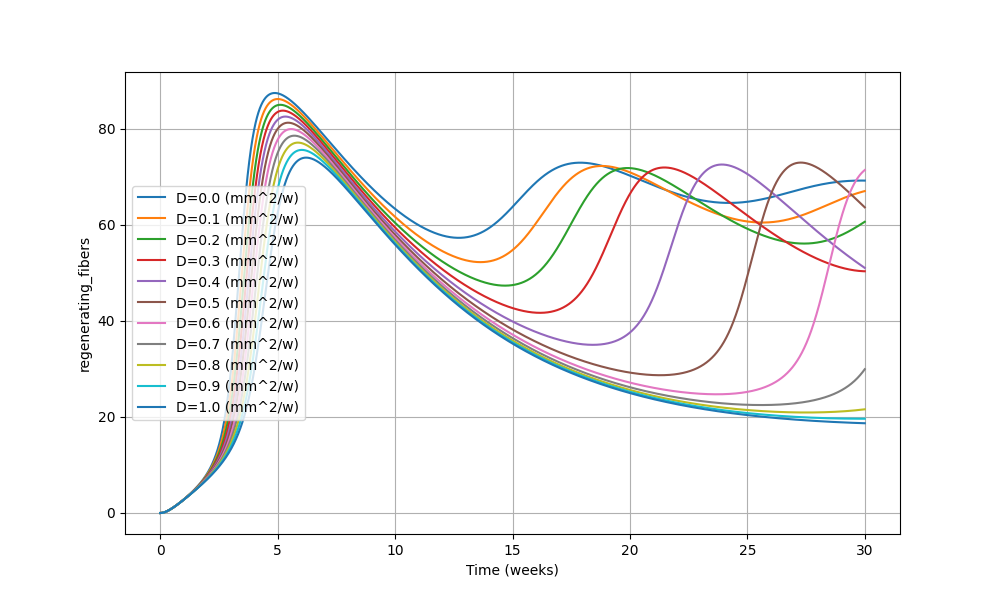 regenerating_fibers
80
60
40
20
0
D=0.0 (mm^2/w)
D=0.1 (mm^2/w)
D=0.2 (mm^2/w)
D=0.3 (mm^2/w)
D=0.4 (mm^2/w)
D=0.5 (mm^2/w)
D=0.6 (mm^2/w)
D=0.7 (mm^2/w)
D=0.8 (mm^2/w)
D=0.9 (mm^2/w)
D=1.0 (mm^2/w)
0 5 10 15 20 25 30
Time (weeks)